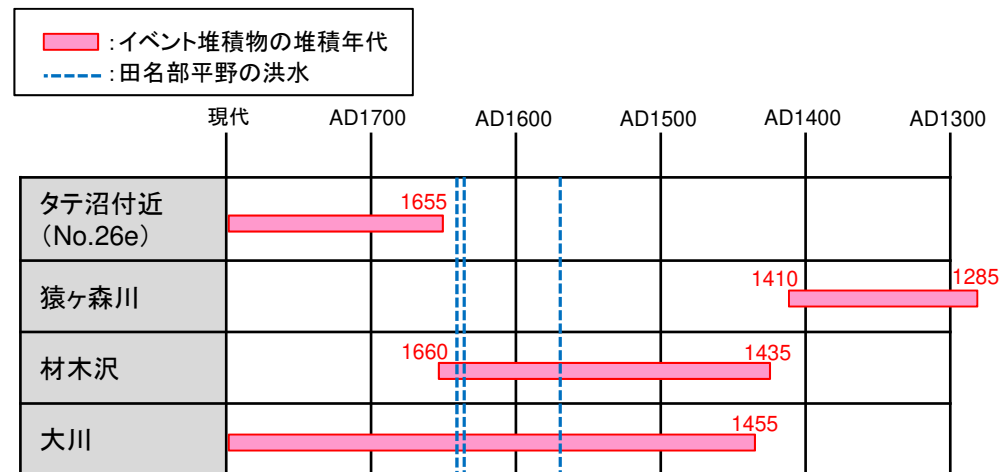 ：イベント堆積物の堆積年代
：田名部平野の洪水
現代 AD1700 AD1600 AD1500 AD1400 AD1300
タテ沼付近
（No.26e）
1655
猿ヶ森川
1410 1285
材木沢
1660 1435
大川
1455